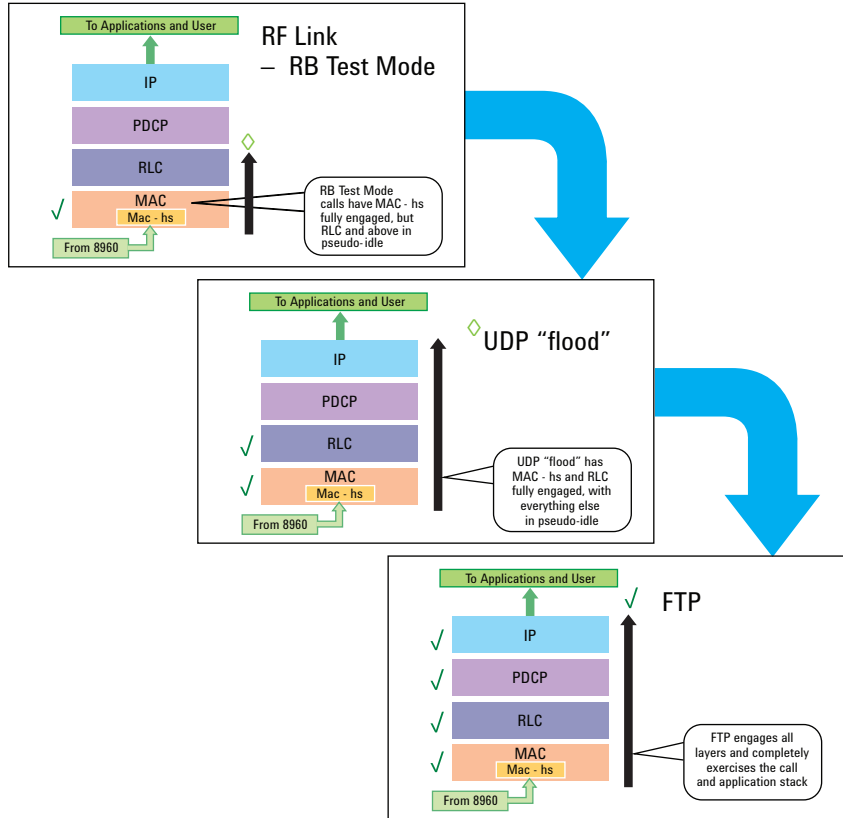 To Applications and User
RF Link
– RB Test Mode
IP
PDCP
RLC
MAC
Mac - hs
From 8960
RB Test Mode
calls have MAC - hs
fully engaged, but
RLC and above in
pseudo-idle
To Applications and User
UDP “flood”
IP
PDCP
RLC
MAC
Mac - hs
From 8960
UDP “flood” has
MAC - hs and RLC
fully engaged, with
everything else
in pseudo-idle
To Applications and User
FTP
IP
PDCP
RLC
MAC
Mac - hs
From 8960
FTP engages all
layers and completely
exercises the call
and application stack